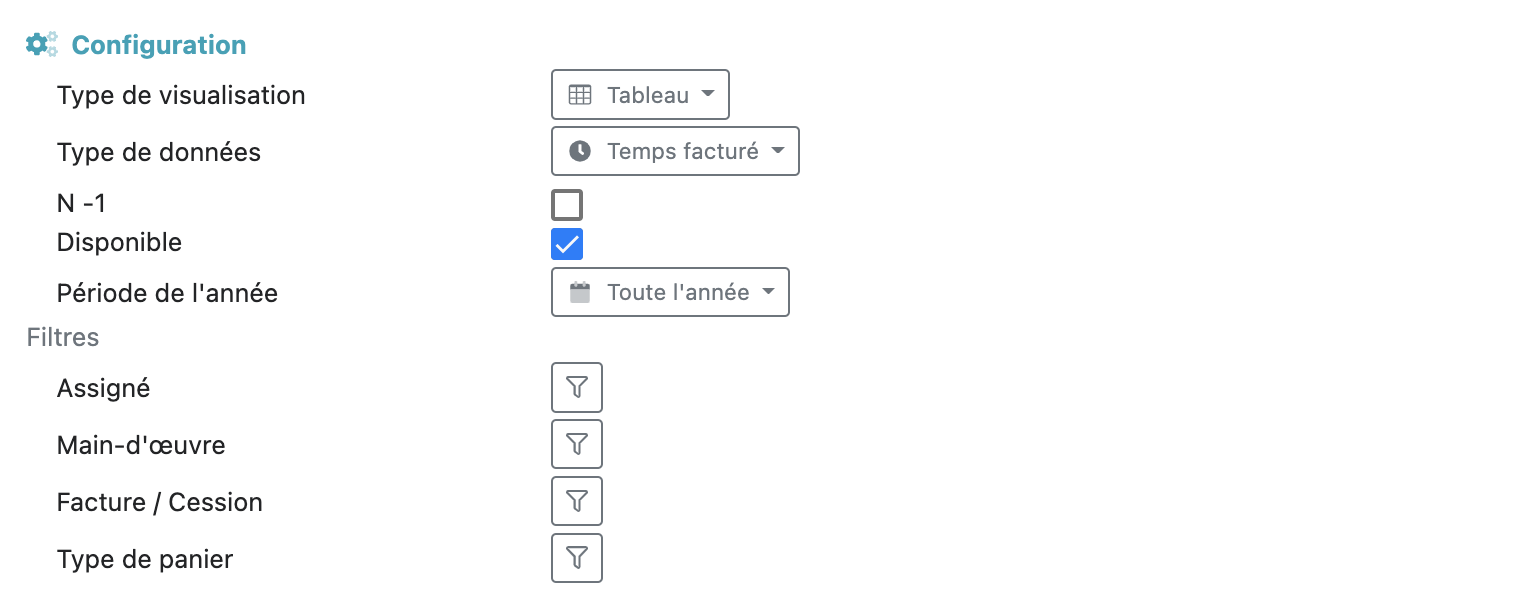 Configuration
Type de visualisation Tableau
Type de données Temps facturé
N -1
Disponible
Période de l'année Toute l'année
Filtres
Assigné
Main-d'œuvre
Facture / Cession
Type de panier